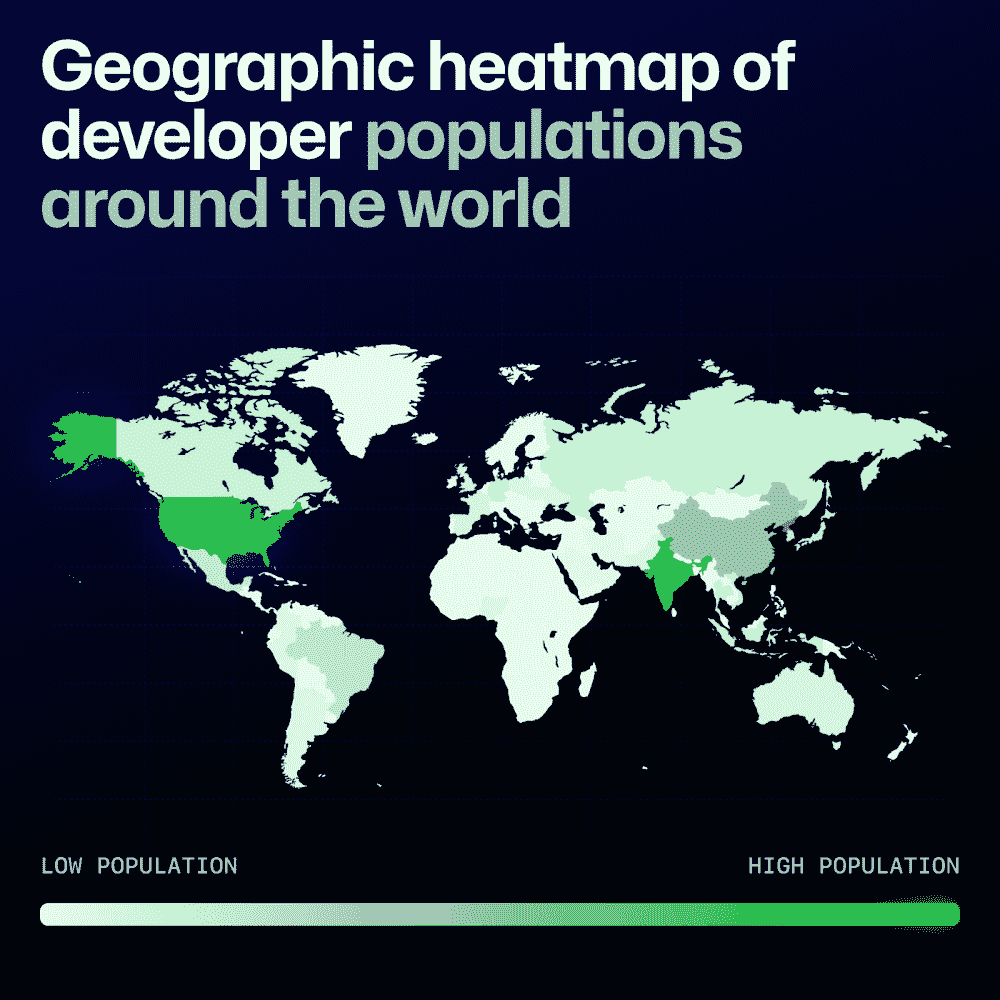 Geographic heatmap of
developer populations
around the world
LOW POPULATION
HIGH POPULATION